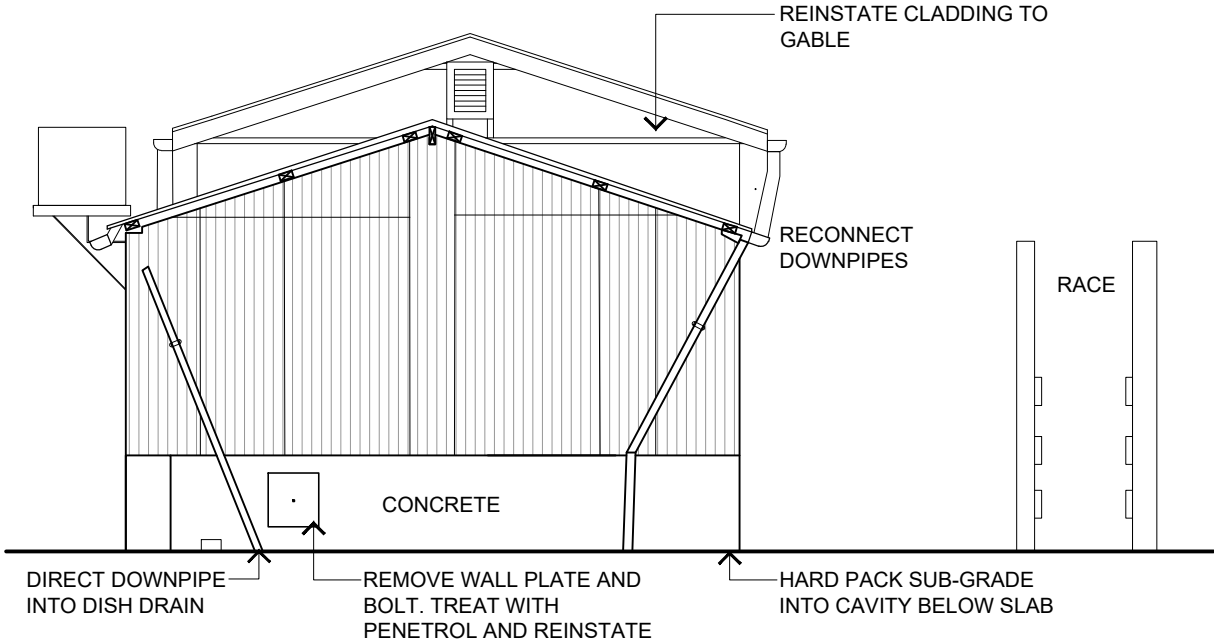 REINSTATE CLADDING TO
GABLE
RECONNECT
DOWNPIPES
RACE
CONCRETE
DIRECT DOWNPIPE
INTO DISH DRAIN
REMOVE WALL PLATE AND
BOLT. TREAT WITH
PENETROL AND REINSTATE
HARD PACK SUB-GRADE
INTO CAVITY BELOW SLAB